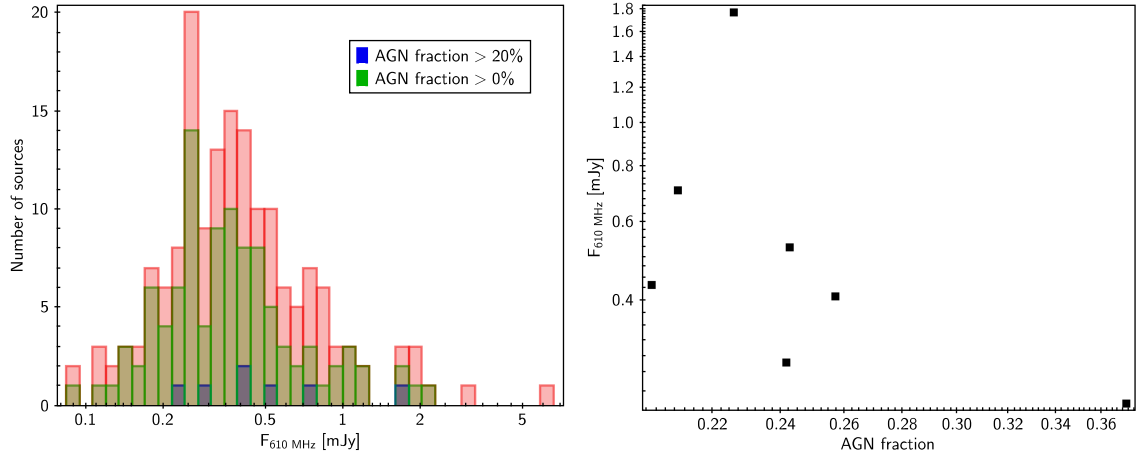 20
15
10
5
0
Number of sources
AGN fraction > 20%
AGN fraction > 0%
0.1 0.2 0.5 1 2 5
F610 MHz [mJy]
1.8
1.6
1.4
1.2
1.0
0.8
0.6
0.4
F610 MHz [mJy]
0.22 0.24 0.26 0.28 0.30 0.32 0.34 0.36
AGN fraction